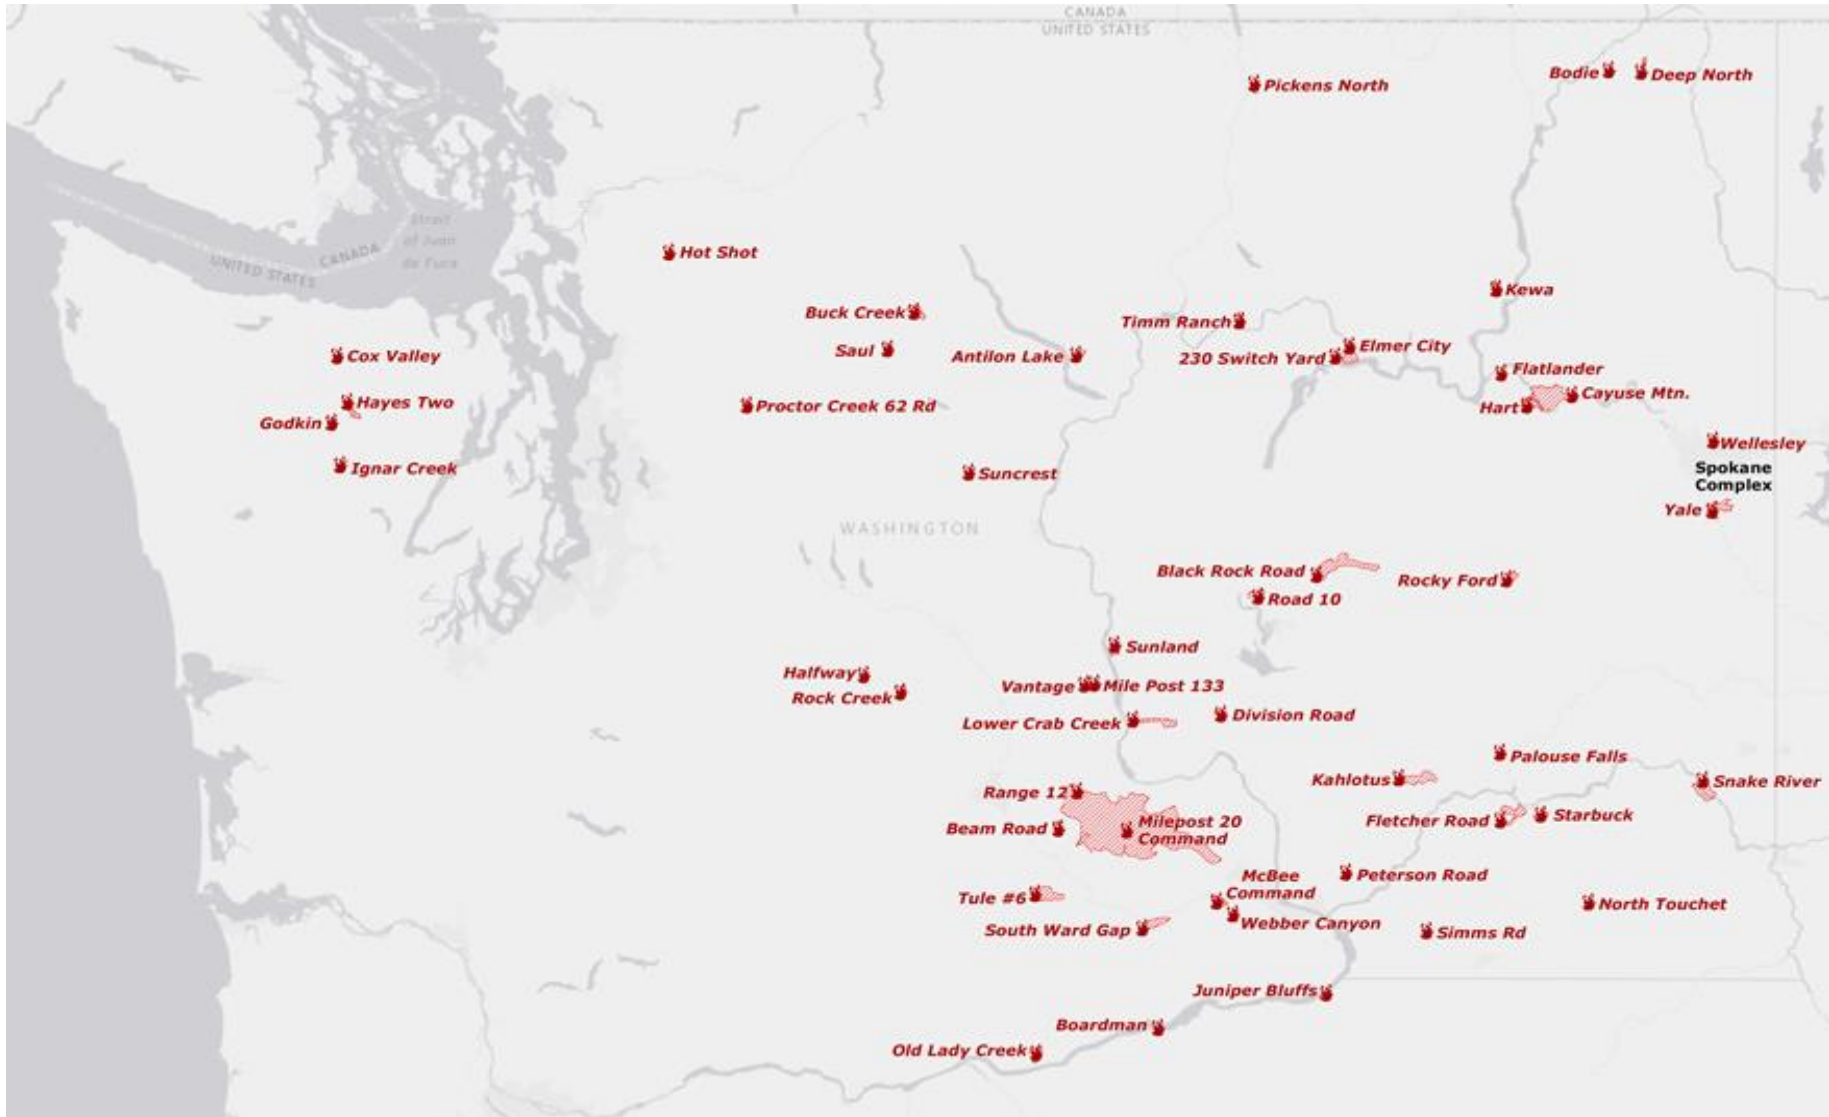 CANADA
UNITED STATES
Bodie
Deep North
Pickens North
Strait
of Juan
de Fuca
CANADA
UNITED STATES
Hot Shot
Kewa
Buck Creek
Timm Ranch
Saul
Antilon Lake
Elmer City
230 Switch Yard
Cox Valley
Flatlander
Cayuse Mtn.
Hayes Two
Proctor Creek 62 Rd
Hart
Godkin
Wellesley
Ignar Creek
Suncrest
Spokane
Complex
Yale
WASHINGTON
Black Rock Road
Rocky Ford
Road 10
Sunland
Halfway
Rock Creek
Vantage
Mile Post 133
Lower Crab Creek
Division Road
Palouse Falls
Kahlotus
Snake River
Range 12
Beam Road
Milepost 20
Command
Fletcher Road
Starbuck
McBee
Command
Peterson Road
Tule #6
North Touchet
Webber Canyon
South Ward Gap
Simms Rd
Juniper Bluffs
Boardman
Old Lady Creek